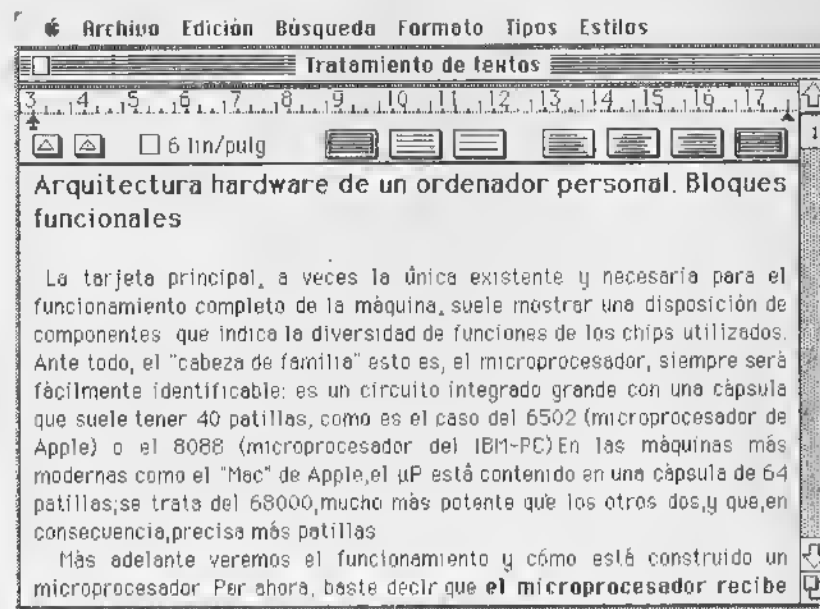 Archivo Edición Búsqueda Formato Tipos Estilos
Tratamiento de textos
3 4 5 6 7 8 9 10 11 12 13 14 15 16 17
6 lin/pulg
1
Arquitectura hardware de un ordenador personal. Bloques
funcionales
La tarjeta principal, a veces la única existente y necesaria para el
funcionamiento completo de la máquina, suele mostrar una disposición de
componentes que indica la diversidad de funciones de los chips utilizados.
Ante todo, el "cabeza de familia" esto es, el microprocesador, siempre será
fácilmente identificable: es un circuito integrado grande con una cápsula
que suele tener 40 patillas, como es el caso del 6502 (microprocesador de
Apple) o el 8088 (microprocesador del IBM-PC) En las máquinas más
modernas como el "Mac" de Apple,el µP está contenido en una cápsula de 64
patillas;se trata del 68000,mucho más potente que los otros dos,y que,en
consecuencia,precisa más patillas
Más adelante veremos el funcionamiento y cómo está construido un
microprocesador Por ahora, baste decir que el microprocesador recibe